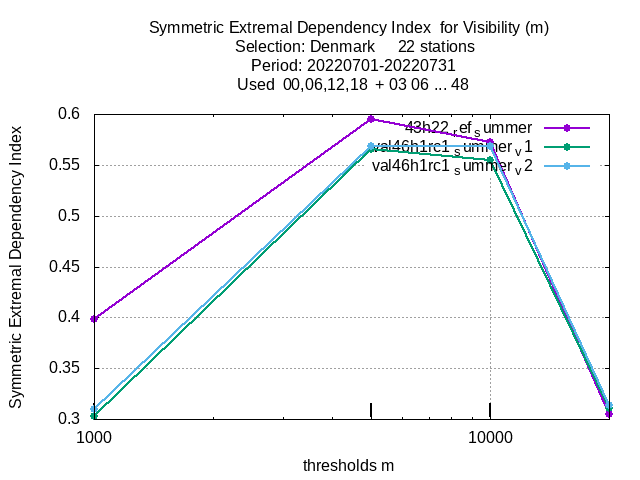 Symmetric Extremal Dependency Index for Visibility (m)
Selection: Denmark 22 stations
Period: 20220701-20220731
Used 00,06,12,18 + 03 06 ... 48
43h22_ref_summer
val46h1rc1_summer_v1
val46h1rc1_summer_v2
Symmetric Extremal Dependency Index
0.6
0.55
0.5
0.45
0.4
0.35
0.3
1000
10000
thresholds m